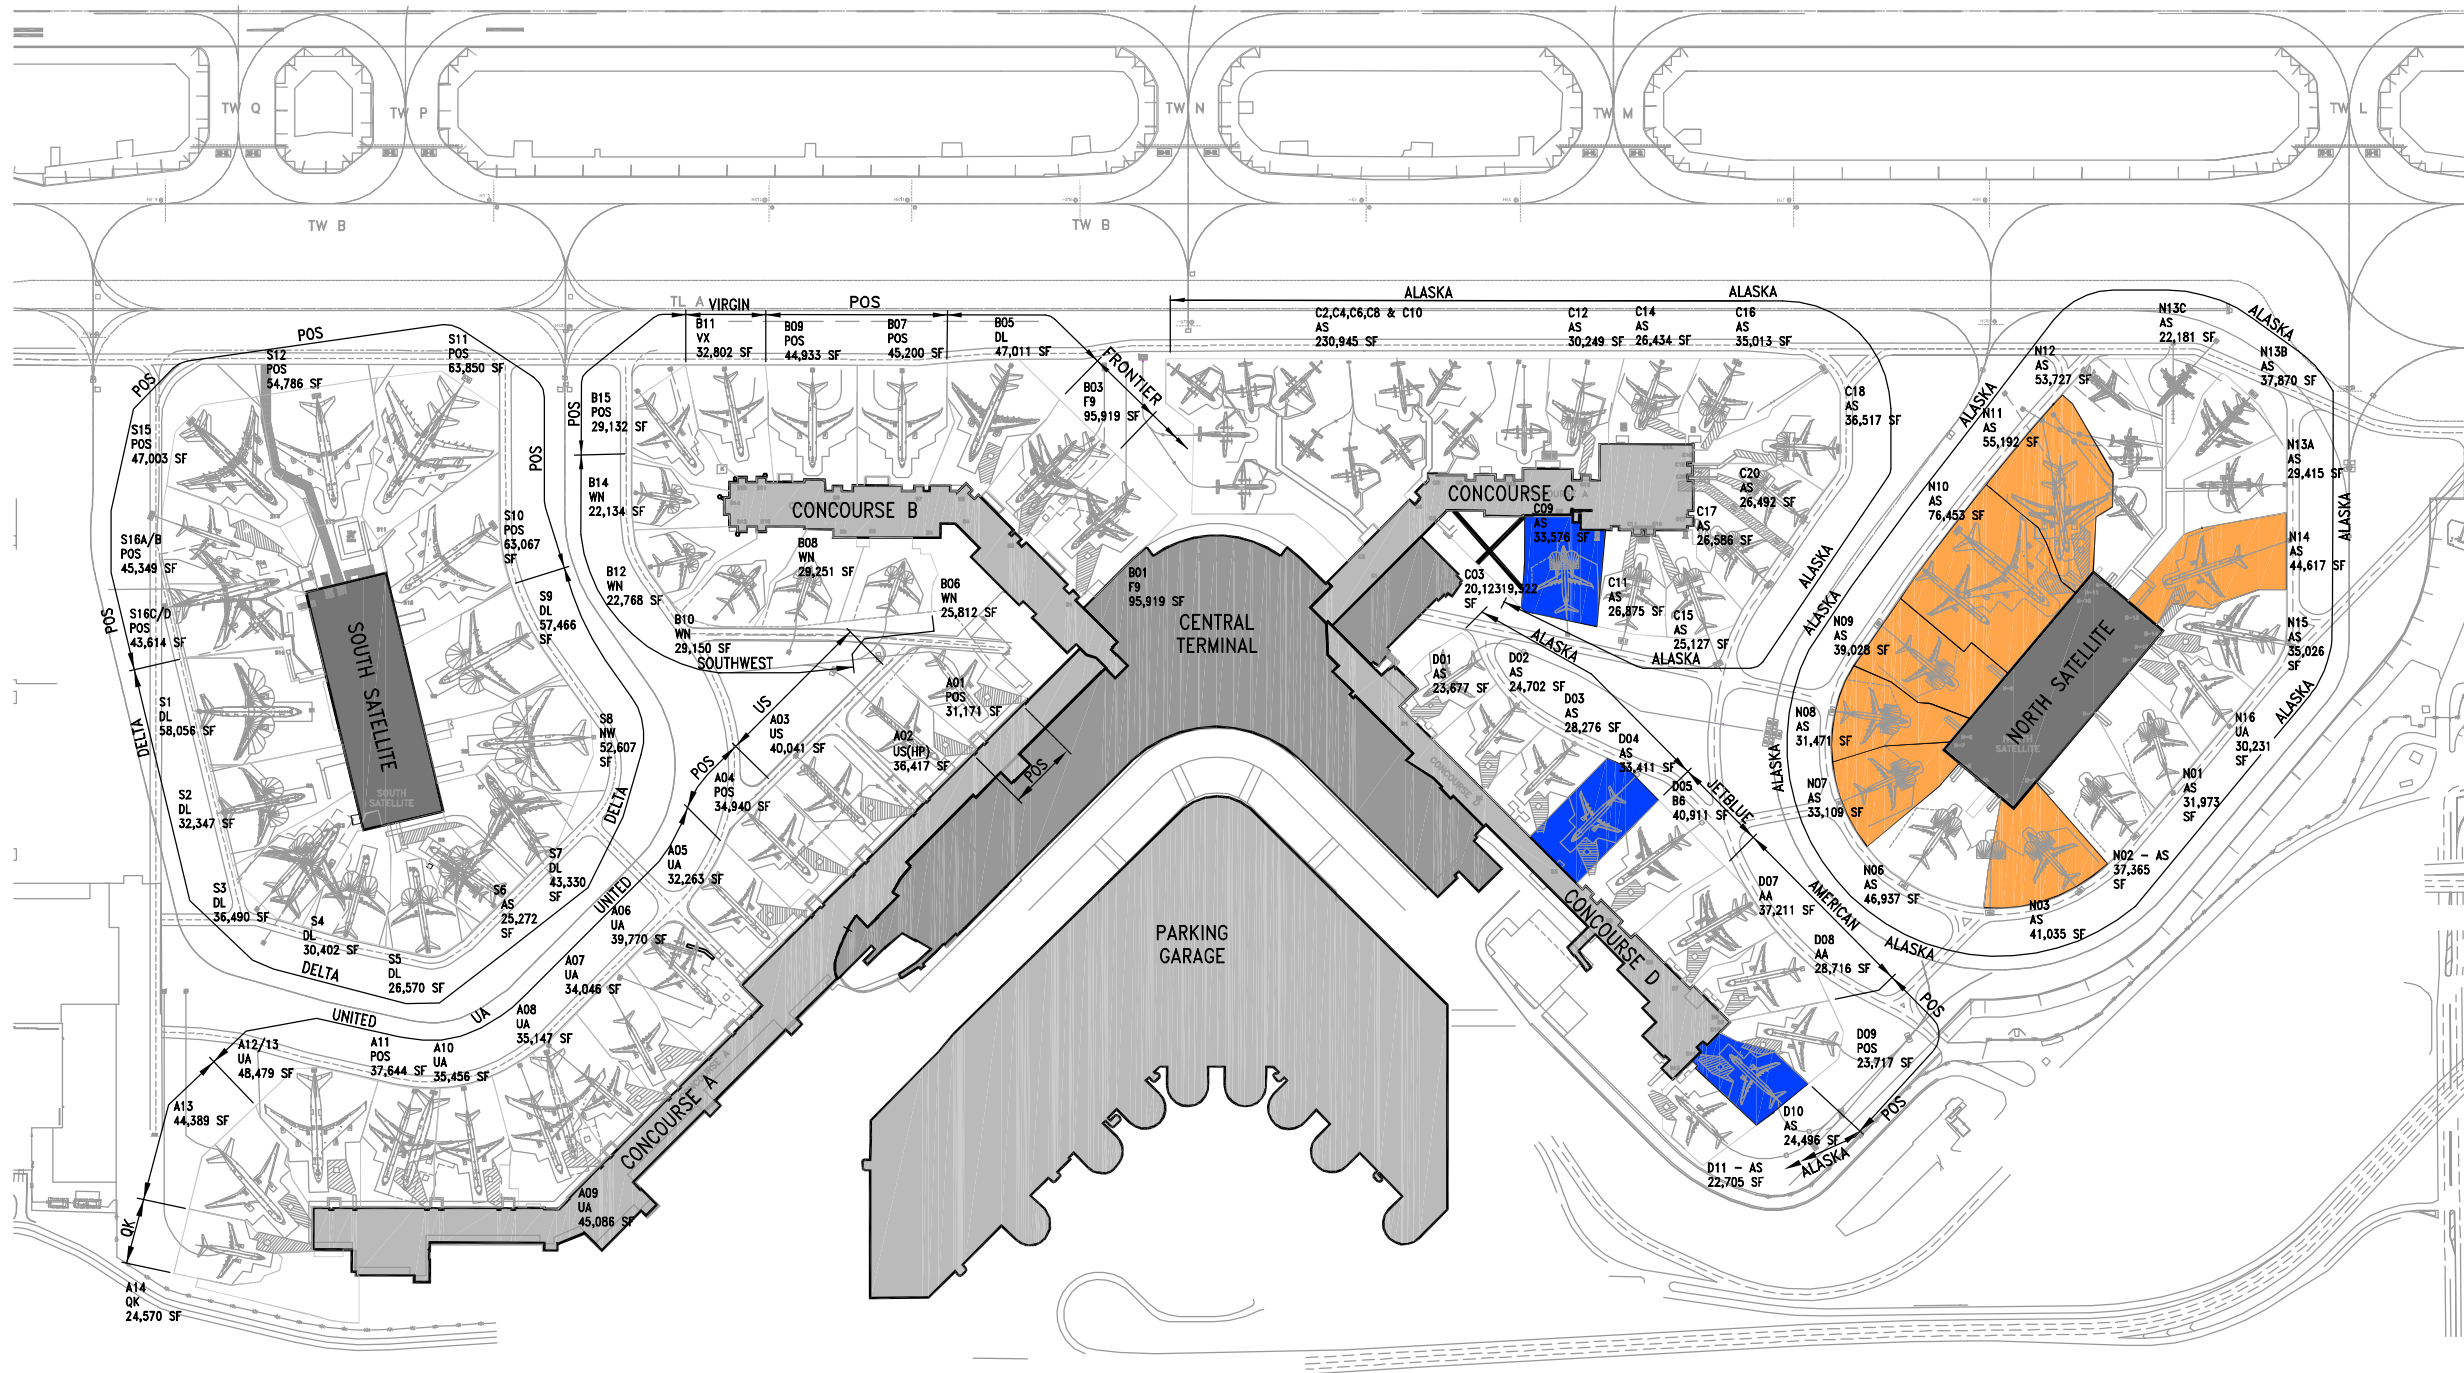 TW Q
TW P
TW N
TW M
TW L
TW B
TW B
TL A
VIRGIN
POS
ALASKA
ALASKA
B11
VX
32,802 SF
B09
POS
44,933 SF
B07
POS
45,200 SF
B05
DL
47,011 SF
FRONTIER
B03
F9
95,919 SF
C2,C4,C6,C8 & C10
AS
230,945 SF
C12
AS
30,249 SF
C14
AS
26,434 SF
C16
AS
35,013 SF
C18
AS
36,517 SF
C20
AS
26,492 SF
C17
AS
26,586 SF
N13C
AS
22,181 SF
ALASKA
N13B
AS
37,870 SF
N12
AS
53,727 SF
N11
AS
55,192 SF
ALASKA
N10
AS
76,453 SF
N13A
AS
29,415 SF
ALASKA
N14
AS
44,617 SF
N15
AS
35,026
SF
N16
UA
30,231
SF
ALASKA
N01
AS
31,973
SF
N02 - AS
37,365
SF
N03
AS
41,035 SF
N06
AS
46,937 SF
N07
AS
33,109 SF
N08
AS
31,471 SF
N09
AS
39,028 SF
ALASKA
ALASKA
ALASKA
ALASKA
NORTH SATELLITE
SATELLITE
POS
S12
POS
54,786 SF
S11
POS
63,850 SF
POS
S15
POS
47,003 SF
POS
S10
POS
63,067
SF
S16A/B
POS
45,349 SF
S16C/D
POS
43,614 SF
POS
S9
DL
57,466
SF
S1
DL
58,056 SF
DELTA
S8
NW
52,607
SF
SOUTH SATELLITE
SOUTH
SATELLITE
S2
DL
32,347 SF
DELTA
S7
DL
43,330
SF
S3
DL
36,490 SF
S4
DL
30,402 SF
S5
DL
26,570 SF
S6
AS
25,272
SF
DELTA
POS
B15
POS
29,132 SF
B14
WN
22,134 SF
B12
WN
22,768 SF
B10
WN
29,150 SF
B08
WN
29,251 SF
B06
WN
25,812 SF
SOUTHWEST
CONCOURSE B
B01
F9
95,919 SF
CENTRAL
TERMINAL
CONCOURSE C
C09
AS
33,576 SF
C03
20,12319,522
SF
C11
AS
26,875 SF
C15
AS
25,127 SF
ALASKA
ALASKA
D01
AS
23,677 SF
D02
AS
24,702 SF
D03
AS
28,276 SF
D04
AS
33,411 SF
D05
B6
40,911 SF
JETBLUE
D07
AA
37,211 SF
AMERICAN
D08
AA
28,716 SF
POS
D09
POS
23,717 SF
POS
D10
AS
24,496 SF
ALASKA
D11 - AS
22,705 SF
CONCOURSE D
CONCOURSE D
US
A01
POS
31,171 SF
A02
US(HP)
36,417 SF
POS
A03
US
40,041 SF
POS
A04
POS
34,940 SF
A05
UA
32,263 SF
UNITED
A06
UA
39,770 SF
A07
UA
34,046 SF
UA
A08
UA
35,147 SF
UNITED
A12/13
UA
48,479 SF
A11
POS
37,644 SF
A10
UA
35,456 SF
A13
44,389 SF
QK
A14
QK
24,570 SF
A09
UA
45,086 SF
CONCOURSE A
CONCOURSE A
PARKING
GARAGE